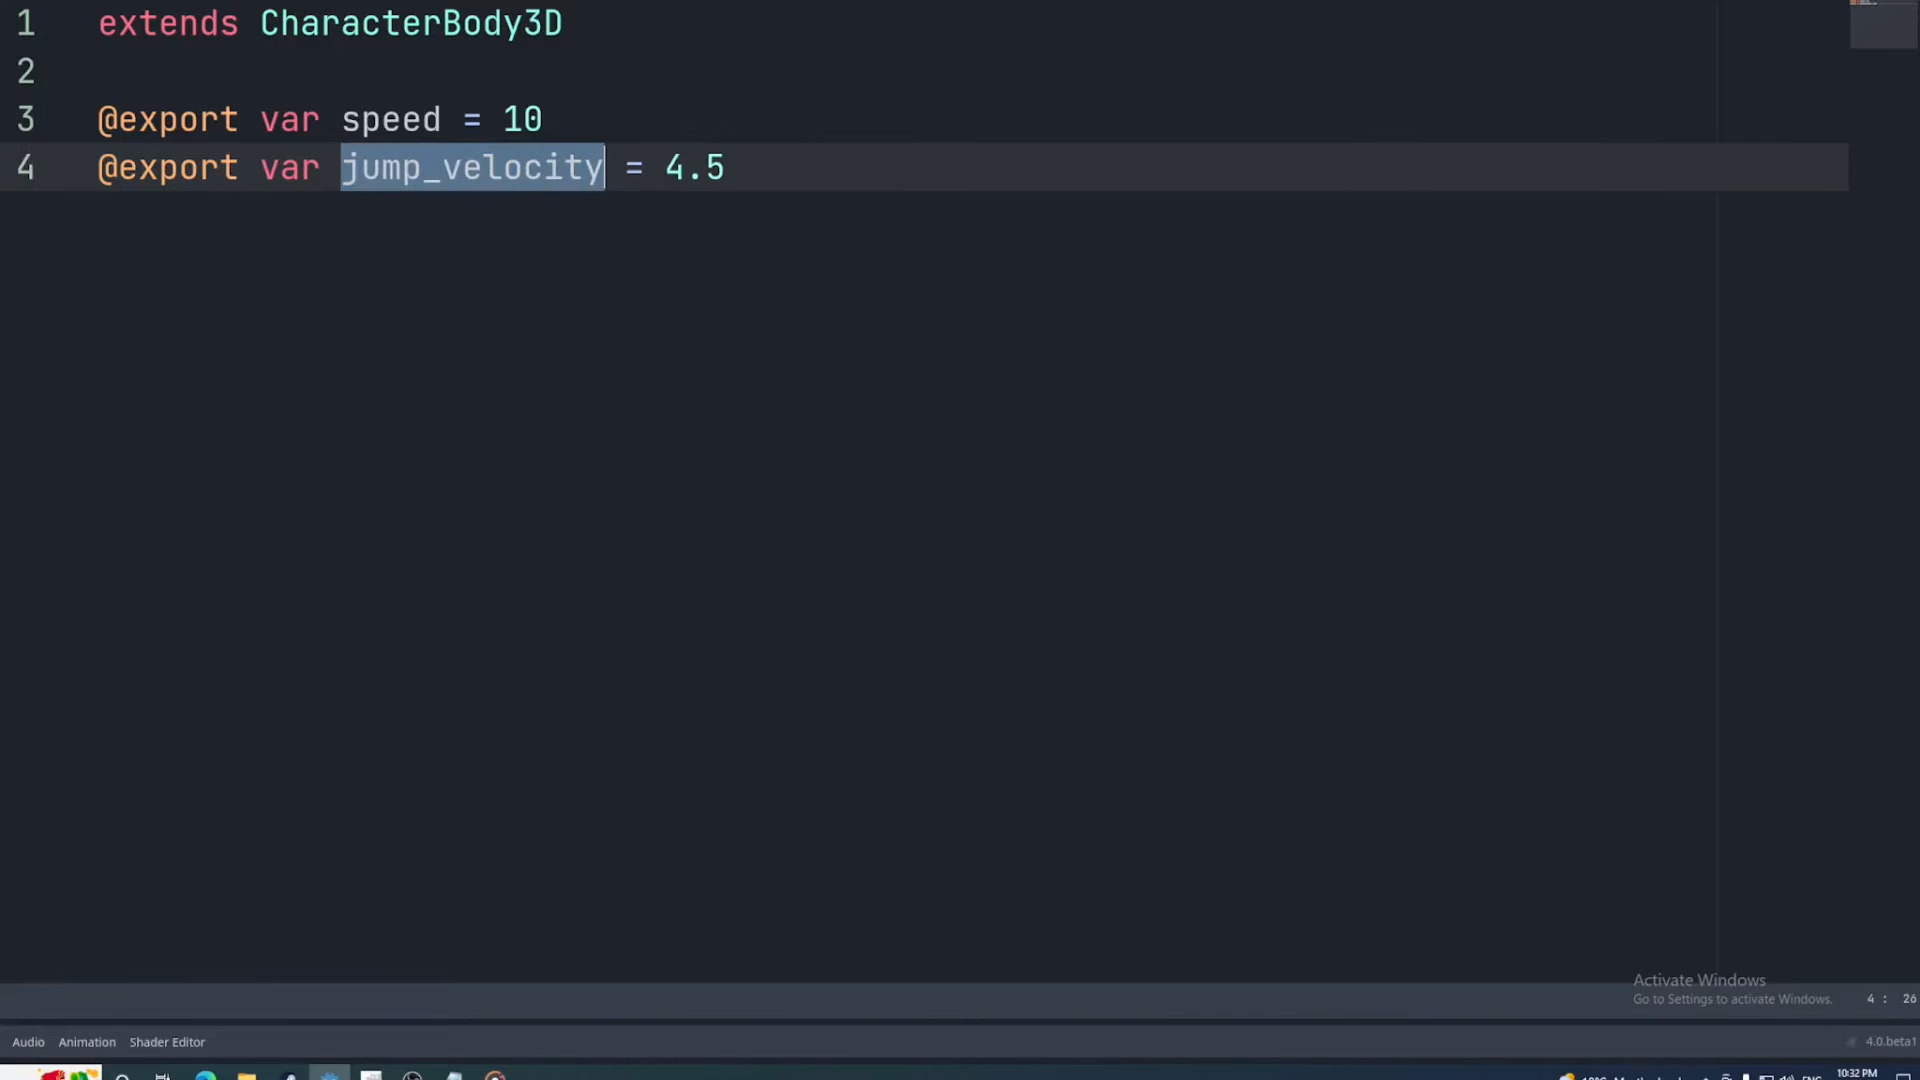 1 extends CharacterBody3D
2
3 @export var speed = 10
4 @export var jump_velocity = 4.5
Activate Windows
Go to Settings to activate Windows.
4 : 26
Audio Animation Shader Editor
4.0.beta1
ENG
10:32 PM